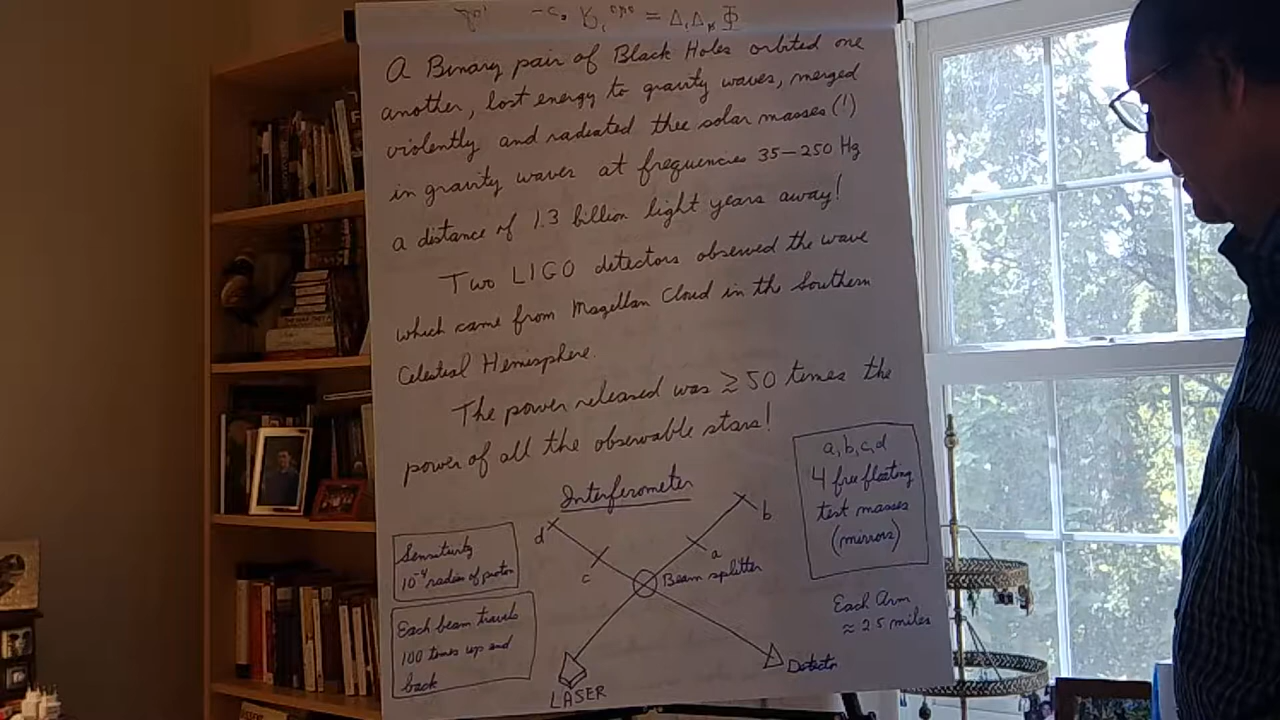 A Binary pair of Black Holes orbited one
another, lost energy to gravity waves, merged
violently and radiated thee solar masses (!)
in gravity waves at frequencies 35-250 Hz
a distance of 1.3 billion light years away!
Two LIGO detectors observed the wave
which came from Magellan Cloud in the Southern
Celestial Hemisphere.
The power released was ≳ 50 times the
power of all the observable stars!
Interferometer
a, b, c, d
4 free floating
test masses
(mirrors)
d
b
c
a
Beam splitter
Sensitivity
10⁻⁴ radius of proton
Each beam travels
100 times up and
back
Each Arm
≈ 2.5 miles
LASER
Detector